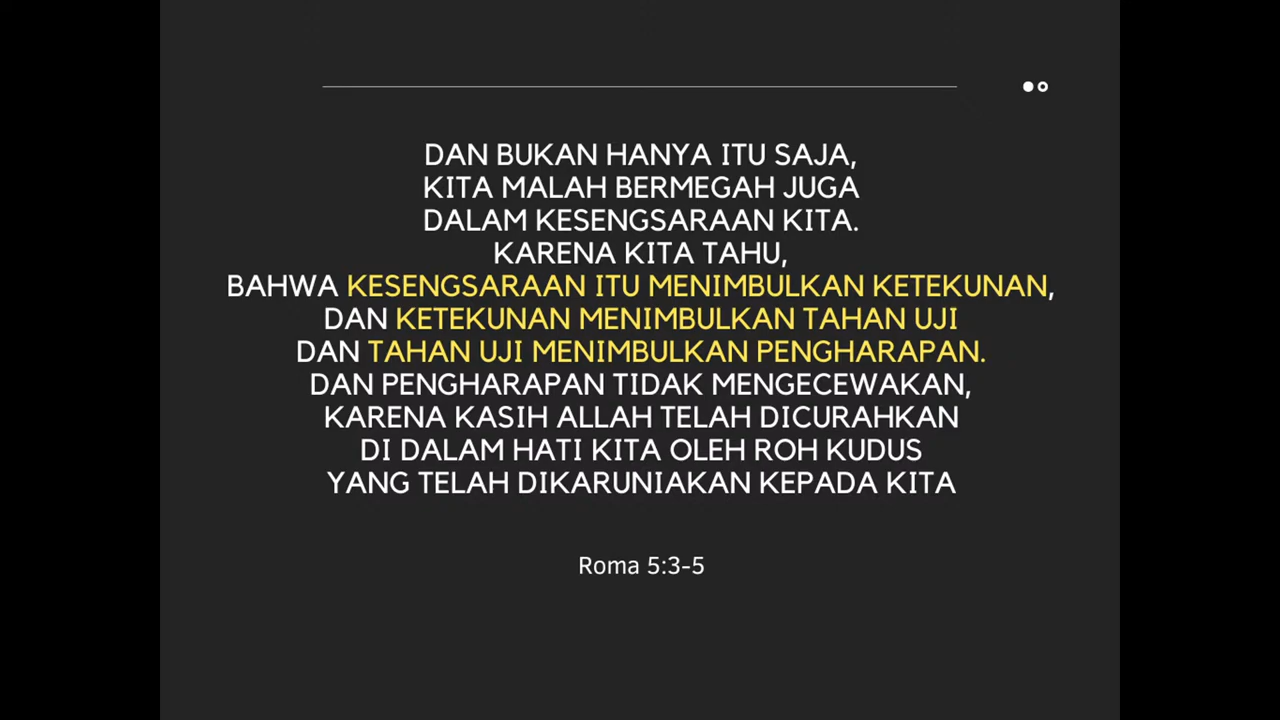 DAN BUKAN HANYA ITU SAJA,
KITA MALAH BERMEGAH JUGA
DALAM KESENGSARAAN KITA.
KARENA KITA TAHU,
BAHWA KESENGSARAAN ITU MENIMBULKAN KETEKUNAN,
DAN KETEKUNAN MENIMBULKAN TAHAN UJI
DAN TAHAN UJI MENIMBULKAN PENGHARAPAN.
DAN PENGHARAPAN TIDAK MENGECEWAKAN,
KARENA KASIH ALLAH TELAH DICURAHKAN
DI DALAM HATI KITA OLEH ROH KUDUS
YANG TELAH DIKARUNIAKAN KEPADA KITA
Roma 5:3-5